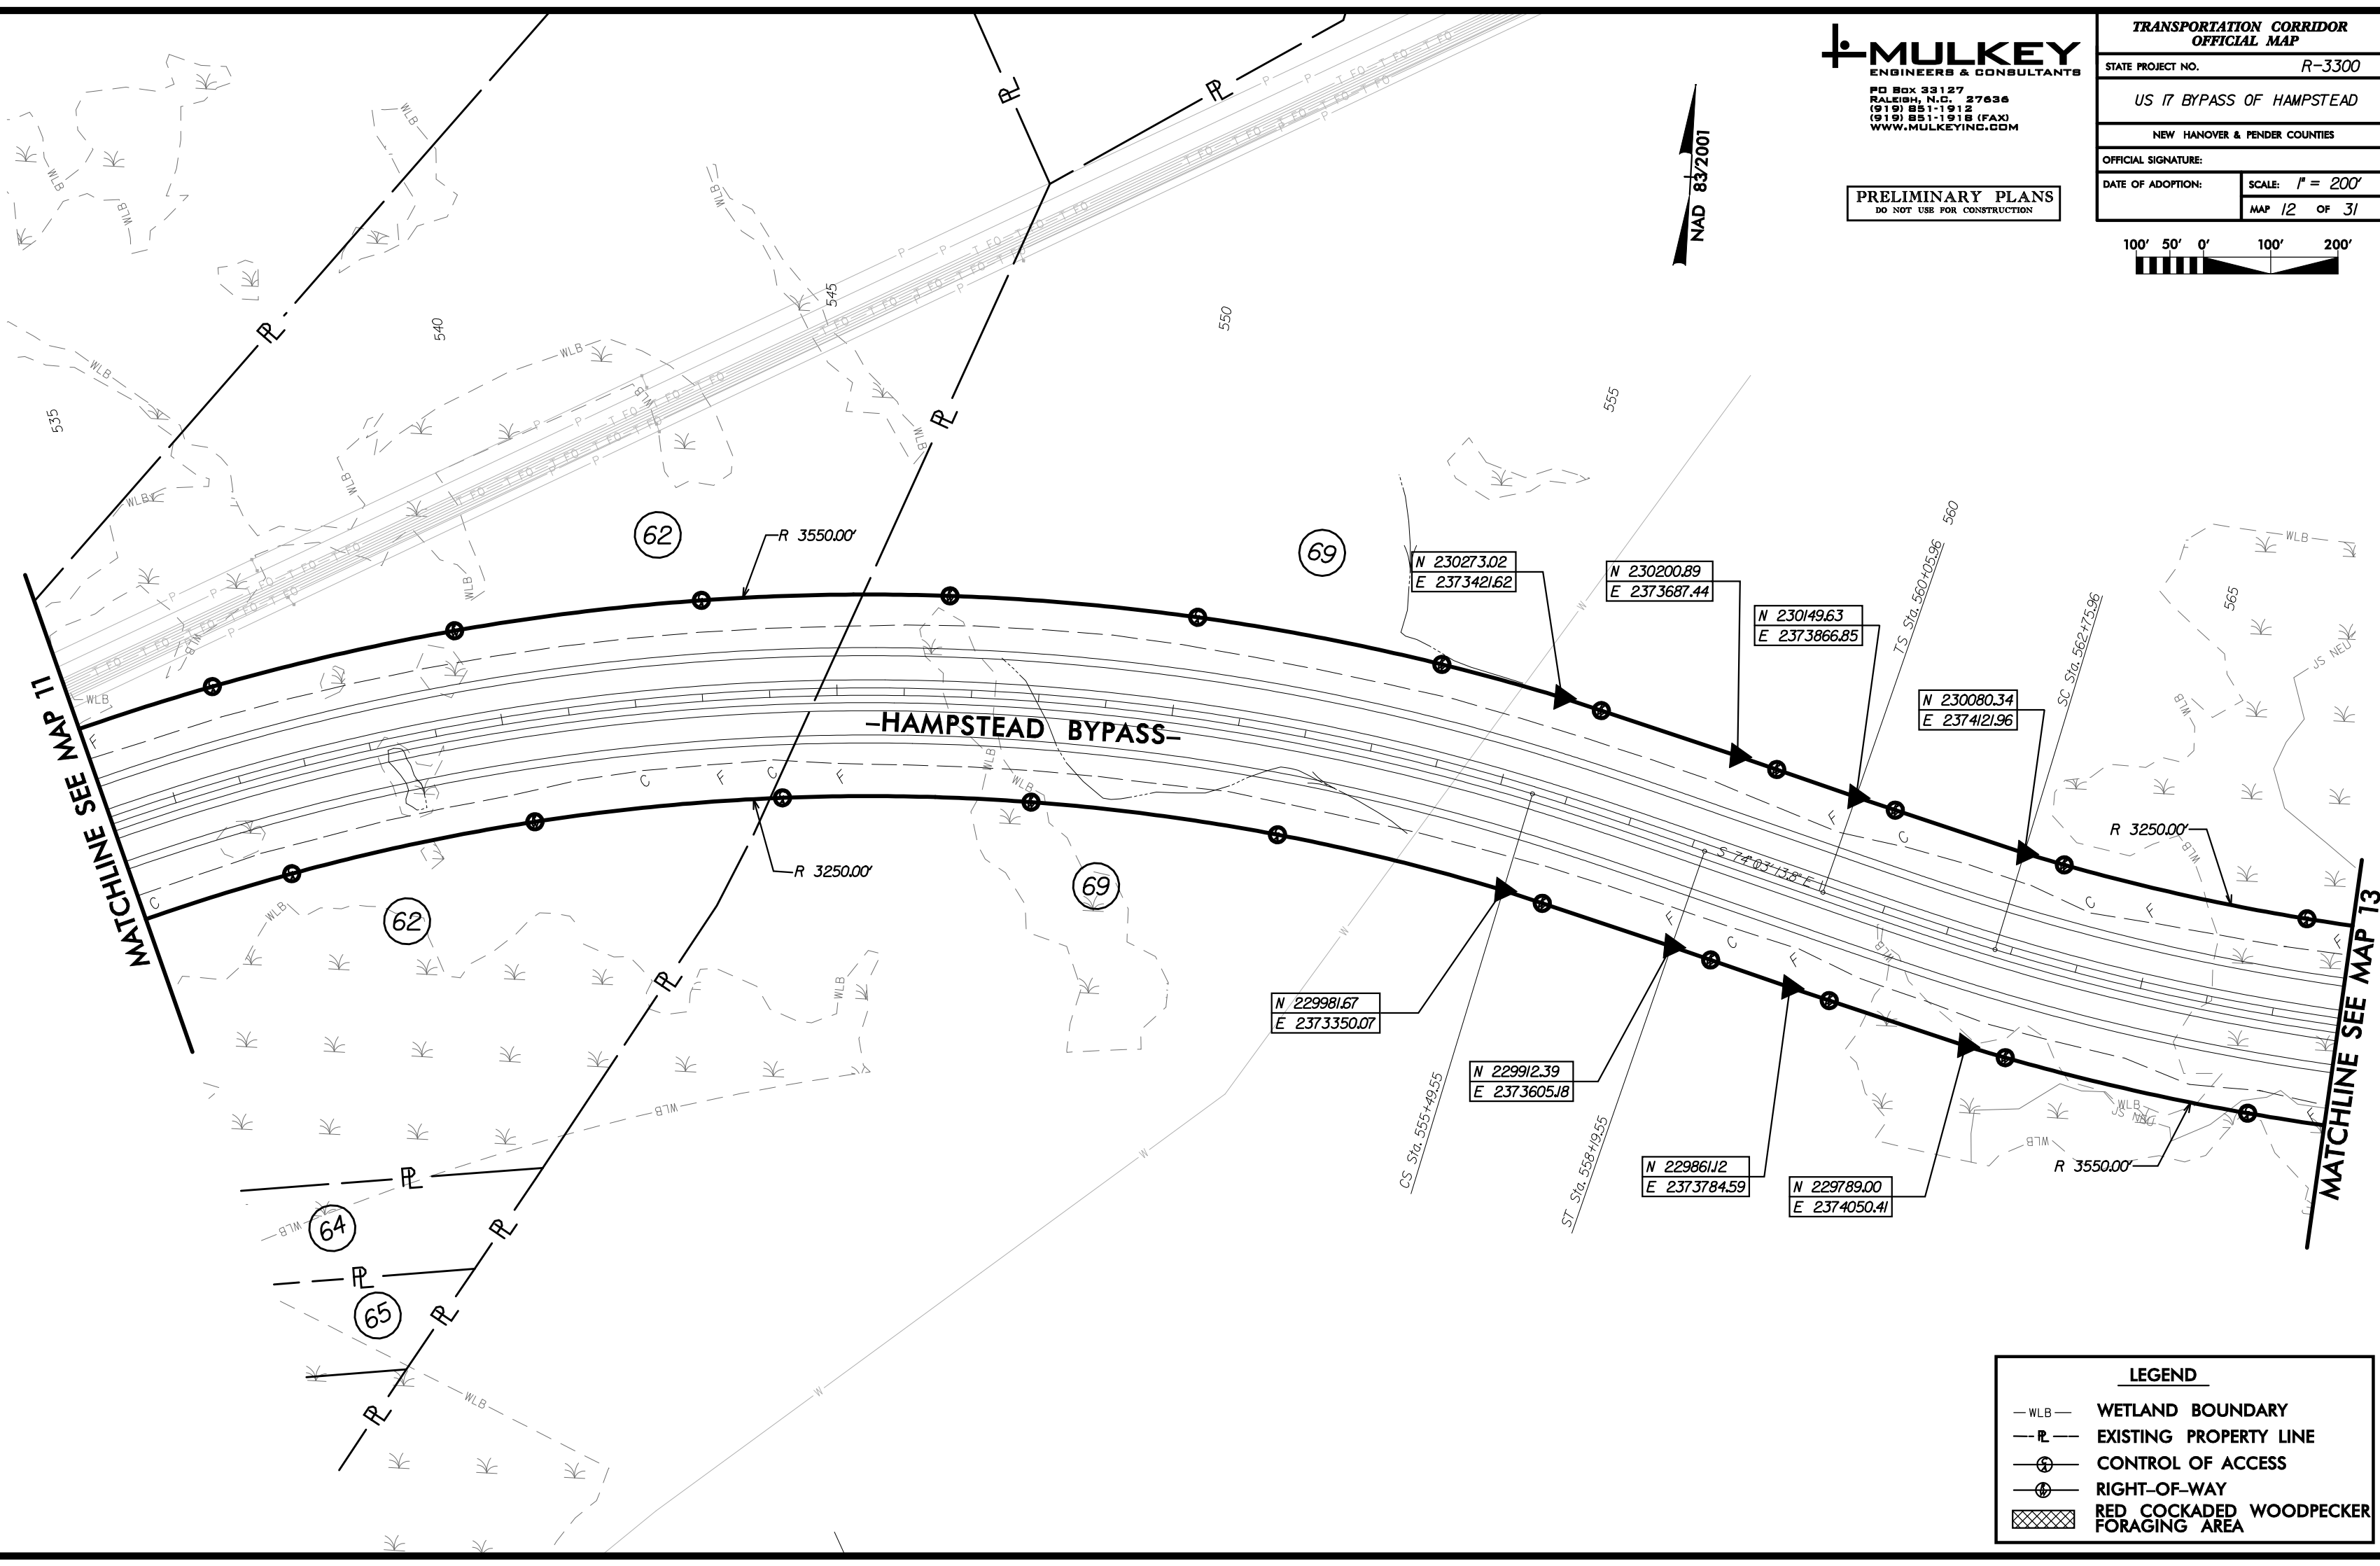 MULKEY
ENGINEERS & CONSULTANTS
PO Box 33127
RALEIGH, N.C. 27636
(919) 851-1912
(919) 851-1918 (FAX)
WWW.MULKEYINC.COM
PRELIMINARY PLANS
DO NOT USE FOR CONSTRUCTION
TRANSPORTATION CORRIDOR
OFFICIAL MAP
STATE PROJECT NO. R-3300
US 17 BYPASS OF HAMPSTEAD
NEW HANOVER & PENDER COUNTIES
OFFICIAL SIGNATURE:
DATE OF ADOPTION:
SCALE: 1" = 200'
MAP 12 OF 31
100' 50' 0' 100' 200'
NAD 83/2001
535
540
545
550
555
560
565
62
69
R 3550.00'
N 230273.02
E 2373421.62
N 230200.89
E 2373687.44
N 230149.63
E 2373866.85
N 230080.34
E 2374121.96
TS Sta. 560+05.96
SC Sta. 562+75.96
JS NEU
MATCHLINE SEE MAP 11
-HAMPSTEAD BYPASS-
S 74°03'13.8" E
R 3250.00'
R 3250.00'
62
69
MATCHLINE SEE MAP 13
N 229981.67
E 2373350.07
N 229912.39
E 2373605.18
N 229861.12
E 2373784.59
N 229789.00
E 2374050.41
CS Sta. 555+49.55
ST Sta. 558+19.55
R 3550.00'
64
65
LEGEND
WLB WETLAND BOUNDARY
PL EXISTING PROPERTY LINE
CONTROL OF ACCESS
RIGHT-OF-WAY
RED COCKADED WOODPECKER
FORAGING AREA